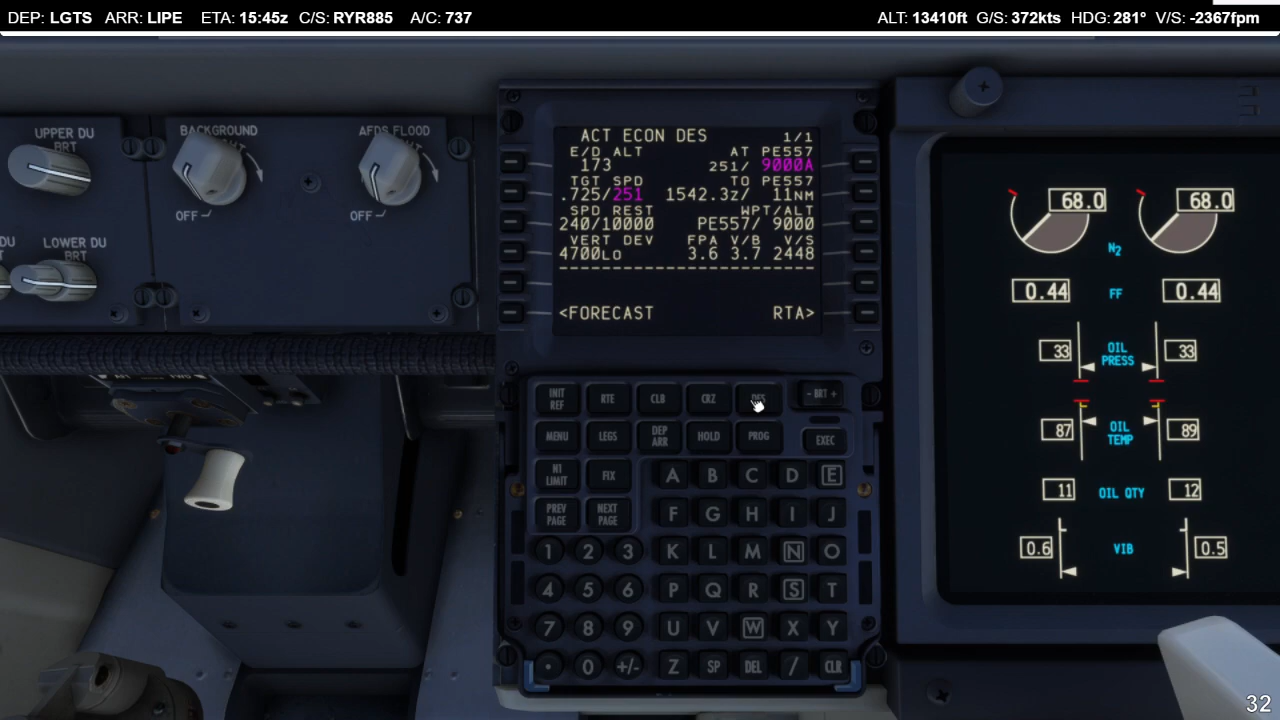 DEP: LGTS ARR: LIPE ETA: 15:45z C/S: RYR885 A/C: 737 ALT: 13410ft G/S: 372kts HDG: 281° V/S: -2367fpm
UPPER DU
BRT
BACKGROUND
OFF
AFDS FLOOD
OFF
LOWER DU
BRT
DU
ACT ECON DES 1/1
E/D ALT AT PE557
173 251/ 9000A
TGT SPD TO PE557
.725/251 1542.3z/ 11NM
SPD REST WPT/ALT
240/10000 PE557/ 9000
VERT DEV FPA V/B V/S
4700LO 3.6 3.7 2448
--------------------------
<FORECAST RTA>
INIT REF RTE CLB CRZ - BRT +
MENU LEGS DEP ARR HOLD PROG EXEC
N1 LIMIT FIX A B C D E
PREV PAGE NEXT PAGE F G H I J
1 2 3 K L M N O
4 5 6 P Q R S T
7 8 9 U V W X Y
. 0 +/- Z SP DEL / CLR
68.0 68.0
N2
0.44 FF 0.44
33 OIL PRESS 33
87 OIL TEMP 89
11 OIL QTY 12
0.6 VIB 0.5
32